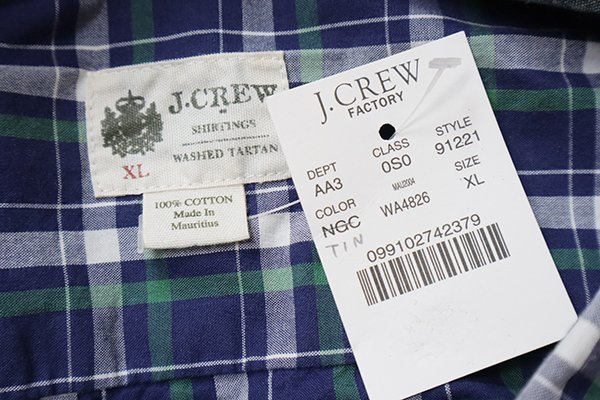 J.CREW
SHIRTINGS
WASHED TARTAN
XL
100% COTTON
Made In
Mauritius
J.CREW
FACTORY
DEPT CLASS STYLE
AA3 0S0 91221
COLOR MAU2004 SIZE
NGC WA4826 XL
TIN
099102742379